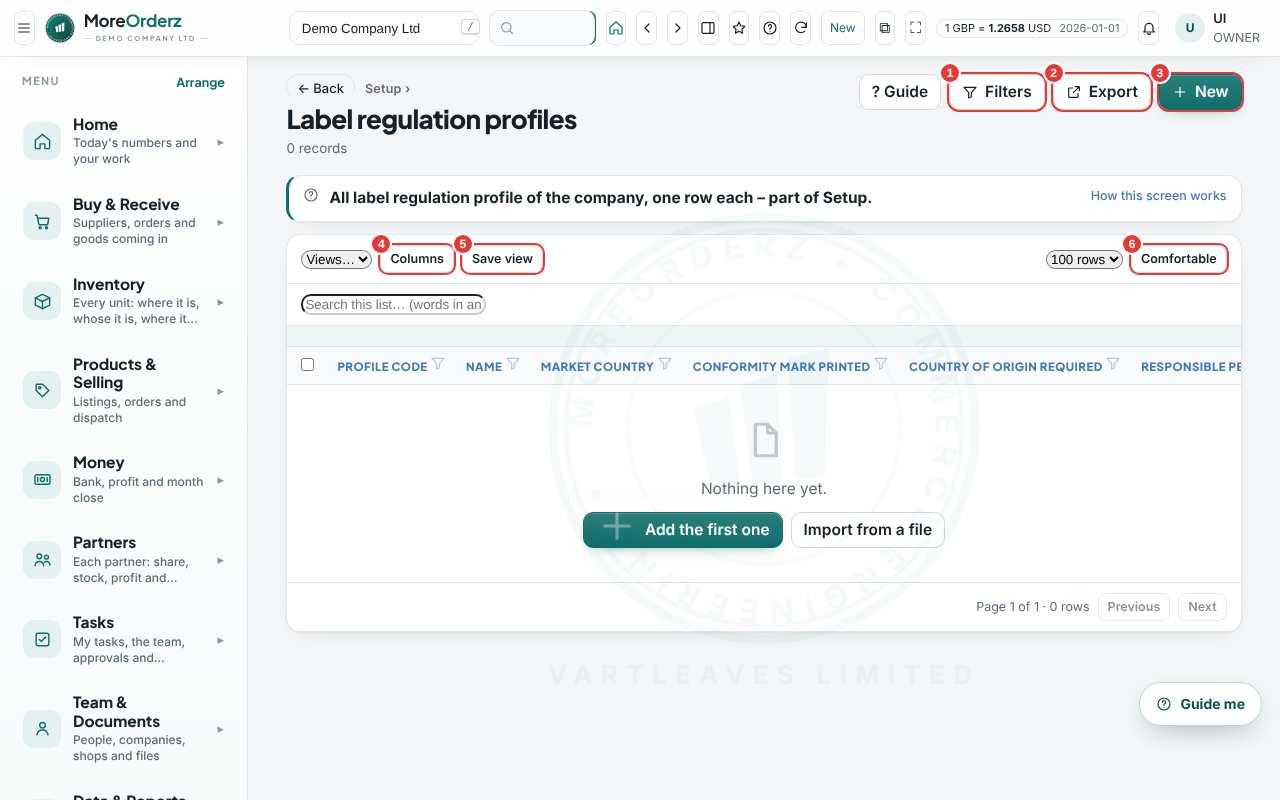 MoreOrderz
— DEMO COMPANY LTD —
Demo Company Ltd
/
New
1 GBP = 1.2658 USD 2026-01-01
U
UI
OWNER
MENU
Arrange
Home
Today's numbers and
your work
Buy & Receive
Suppliers, orders and
goods coming in
Inventory
Every unit: where it is,
whose it is, where it...
Products &
Selling
Listings, orders and
dispatch
Money
Bank, profit and month
close
Partners
Each partner: share,
stock, profit and...
Tasks
My tasks, the team,
approvals and...
Team &
Documents
People, companies,
shops and files
Data & Reports
← Back
Setup ›
? Guide
1
Filters
2
Export
3
+ New
Label regulation profiles
0 records
All label regulation profile of the company, one row each – part of Setup.
How this screen works
Views...
4
Columns
5
Save view
100 rows
6
Comfortable
Search this list... (words in an
PROFILE CODE
NAME
MARKET COUNTRY
CONFORMITY MARK PRINTED
COUNTRY OF ORIGIN REQUIRED
RESPONSIBLE PE
Nothing here yet.
Add the first one
Import from a file
Page 1 of 1 · 0 rows
Previous
Next
MOREORDERZ • COMMERCE ENGINEERING •
VARTLEAVES LIMITED
Guide me